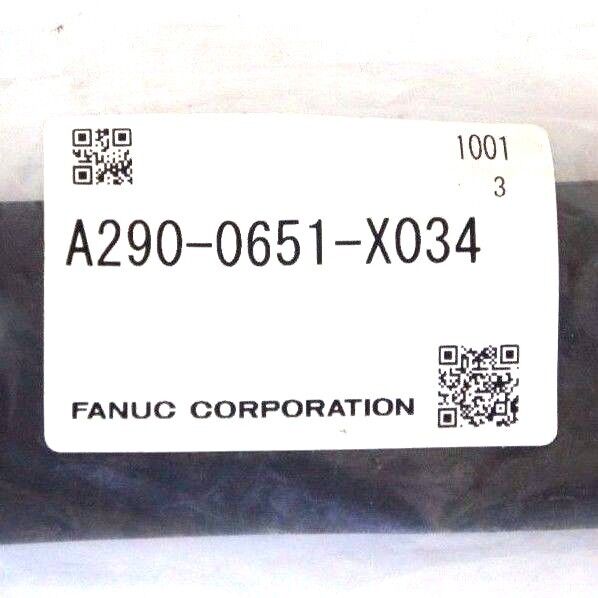 1001
3
A290-0651-X034
FANUC CORPORATION